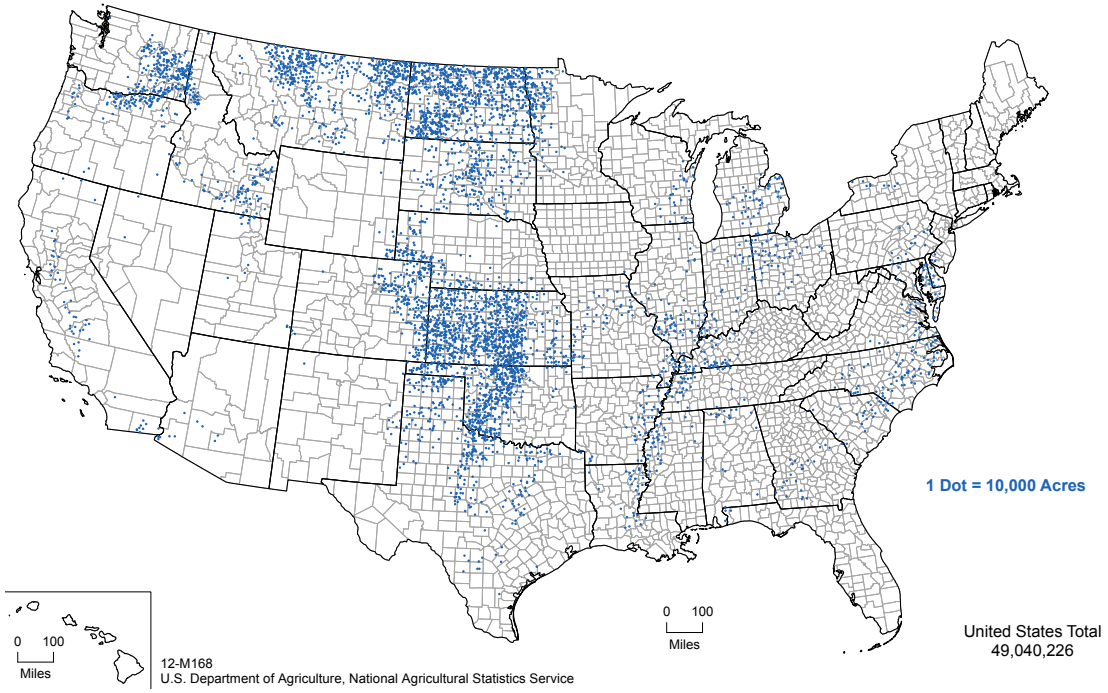 1 Dot = 10,000 Acres
0 100
Miles
0 100
Miles
12-M168
U.S. Department of Agriculture, National Agricultural Statistics Service
United States Total
49,040,226